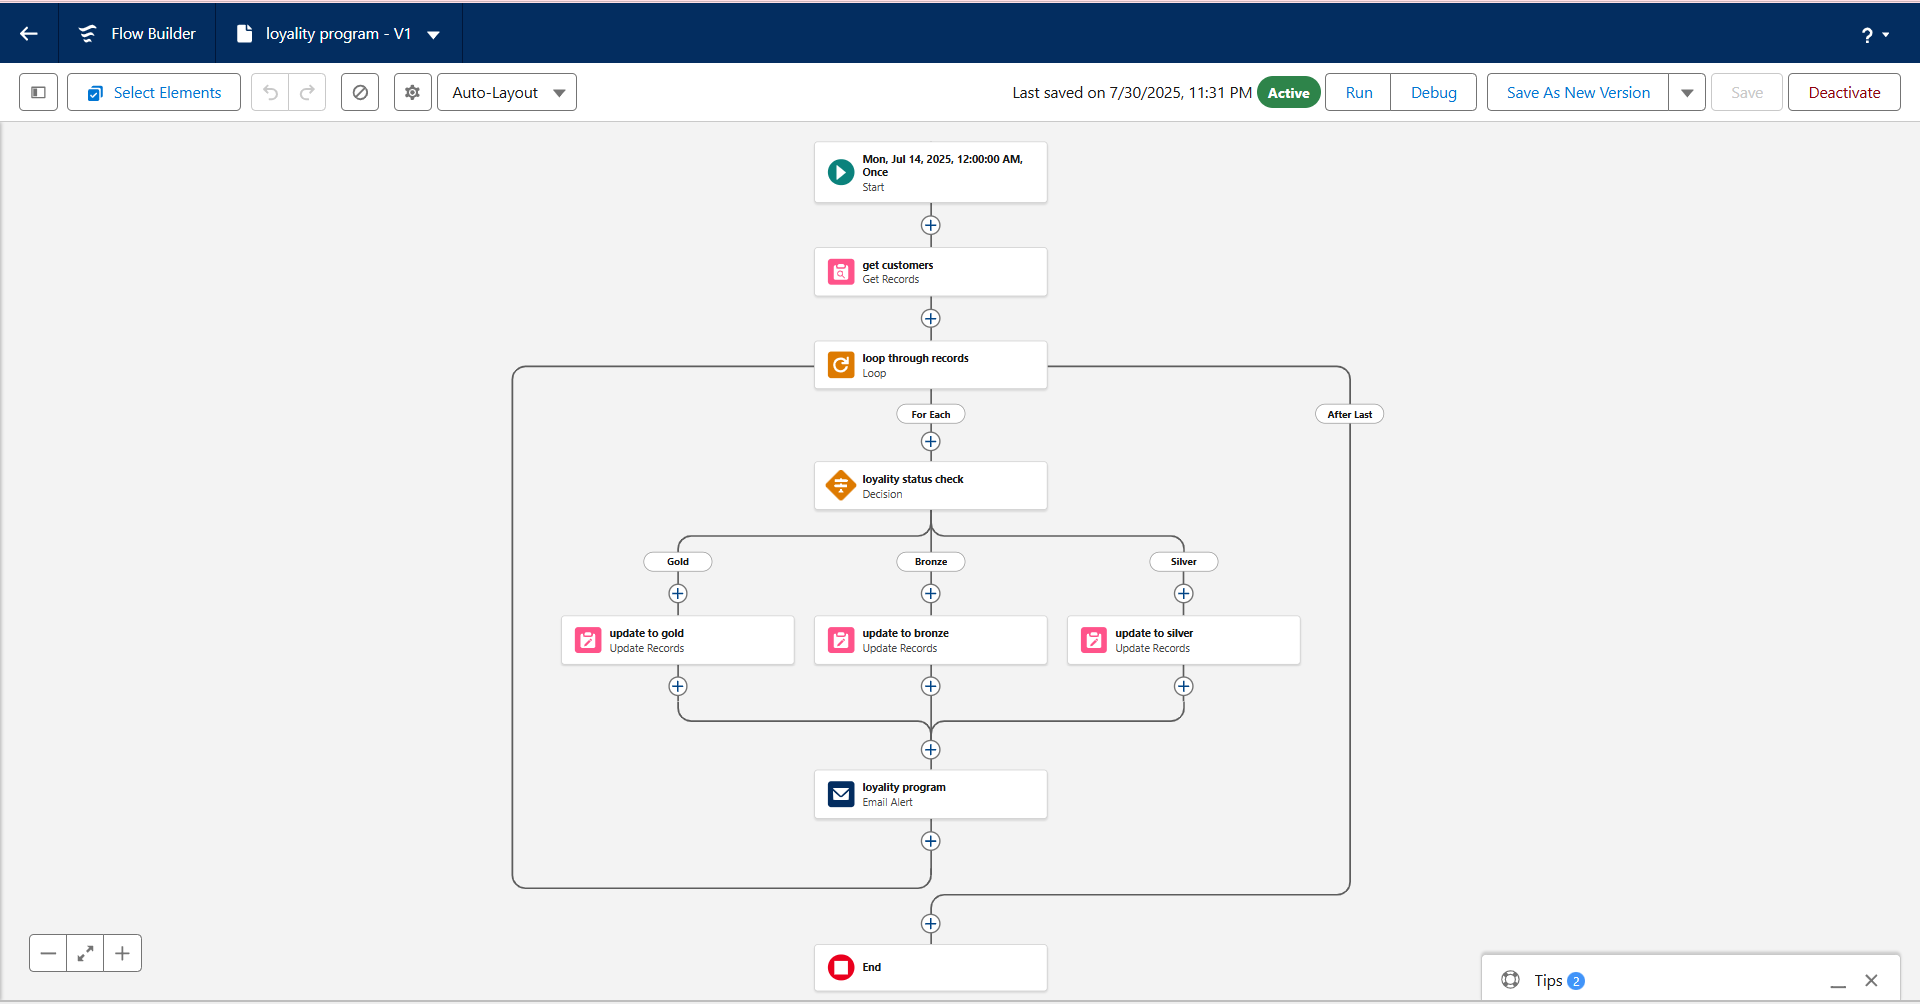 Flow Builder
loyality program - V1
?
Select Elements
Auto-Layout
Last saved on 7/30/2025, 11:31 PM
Active
Run
Debug
Save As New Version
Save
Deactivate
Mon, Jul 14, 2025, 12:00:00 AM,
Once
Start
get customers
Get Records
loop through records
Loop
For Each
After Last
loyality status check
Decision
Gold
Bronze
Silver
update to gold
Update Records
update to bronze
Update Records
update to silver
Update Records
loyality program
Email Alert
End
Tips 2